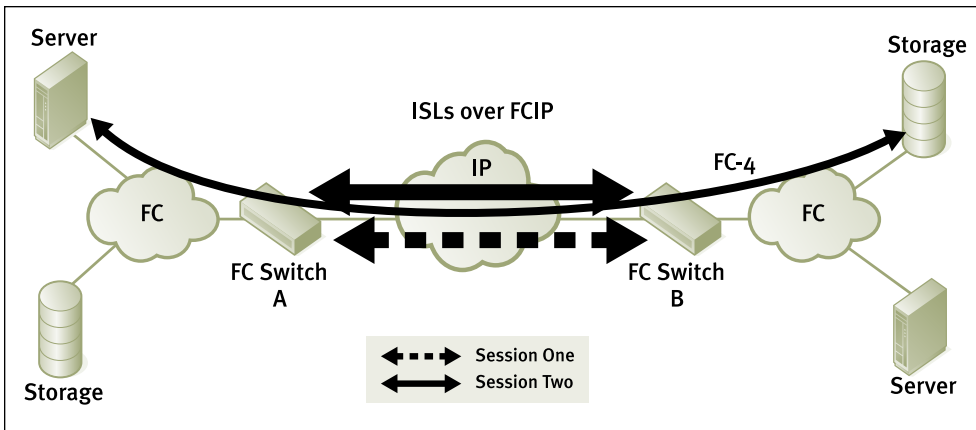 Server
Storage
ISLs over FCIP
IP
FC-4
FC
FC
FC Switch
A
FC Switch
B
Storage
Server
Session One
Session Two